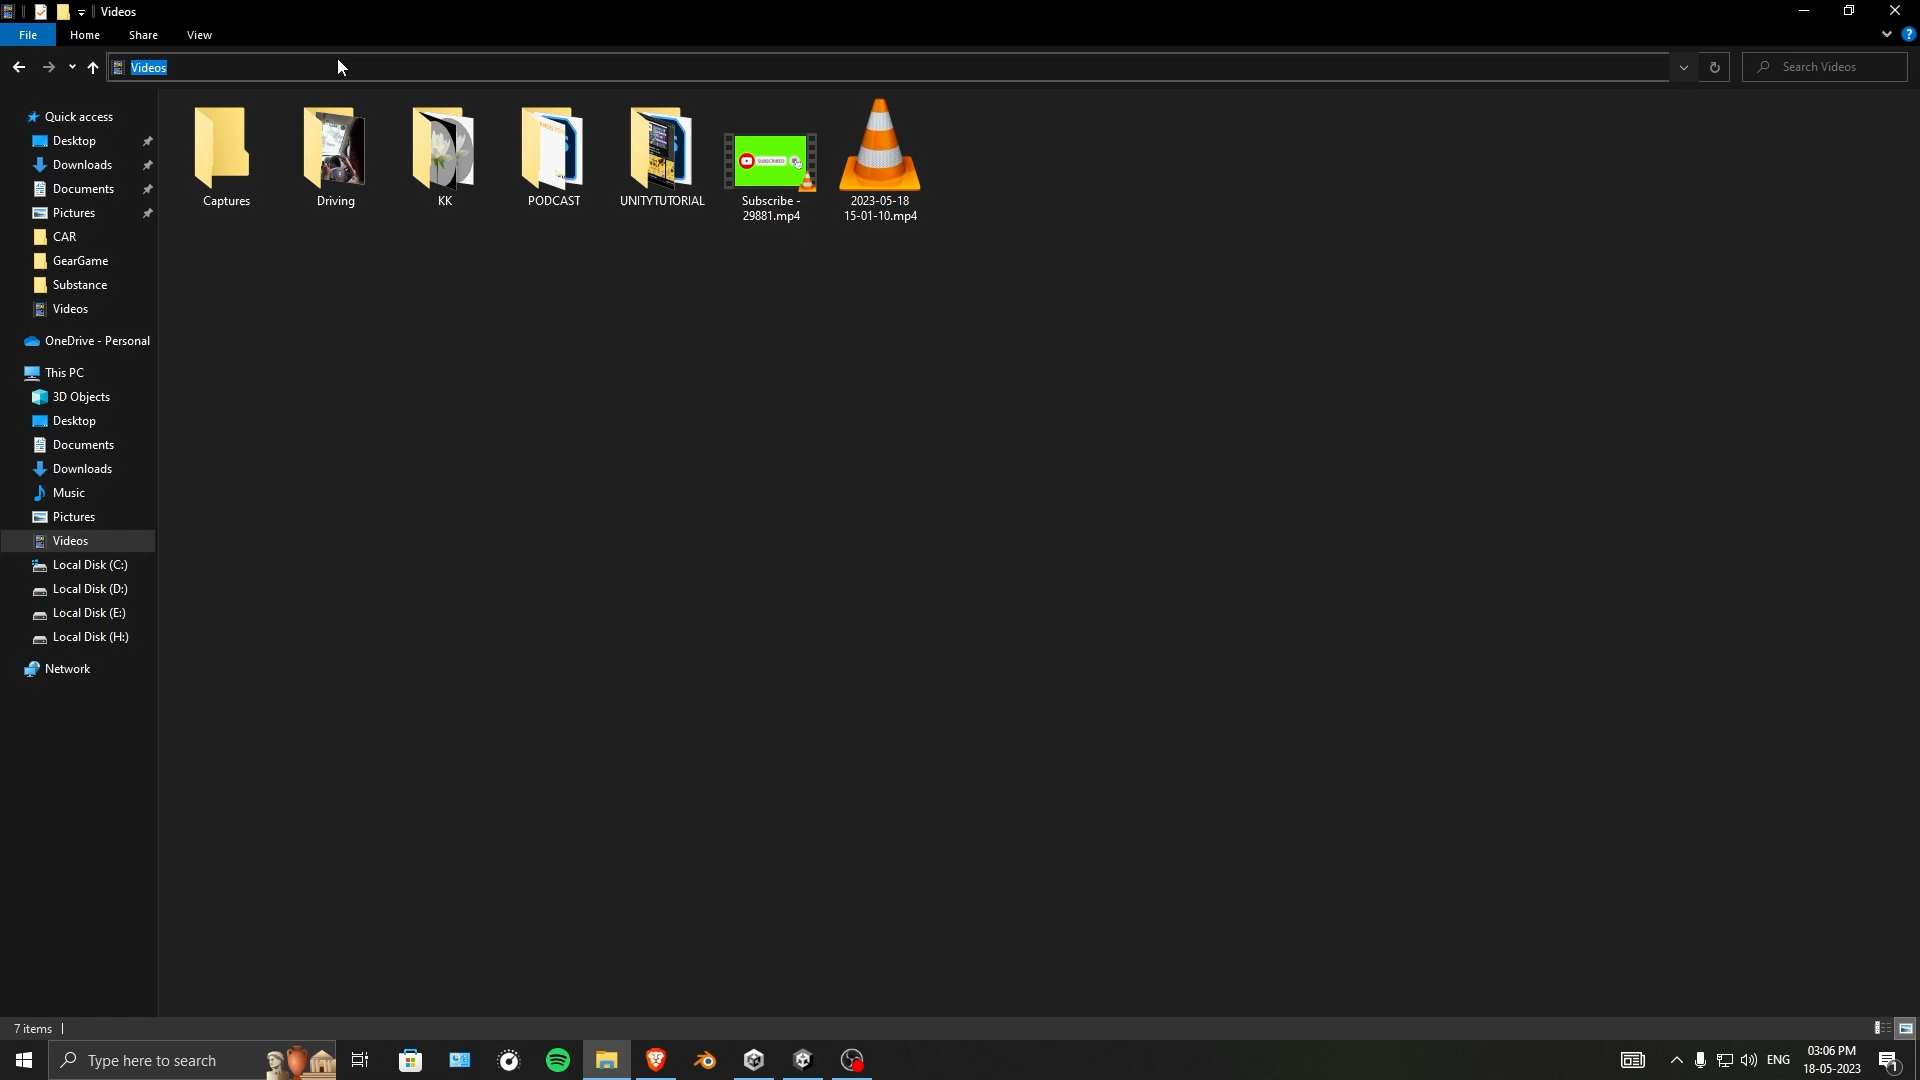 Videos
File Home Share View
Videos
Search Videos
Quick access
Desktop
Downloads
Documents
Pictures
CAR
GearGame
Substance
Videos
OneDrive - Personal
This PC
3D Objects
Desktop
Documents
Downloads
Music
Pictures
Videos
Local Disk (C:)
Local Disk (D:)
Local Disk (E:)
Local Disk (H:)
Network
Captures
Driving
KK
PODCAST
UNITYTUTORIAL
SUBSCRIBED
Subscribe -
29881.mp4
2023-05-18
15-01-10.mp4
7 items
Type here to search
ENG
03:06 PM
18-05-2023
1